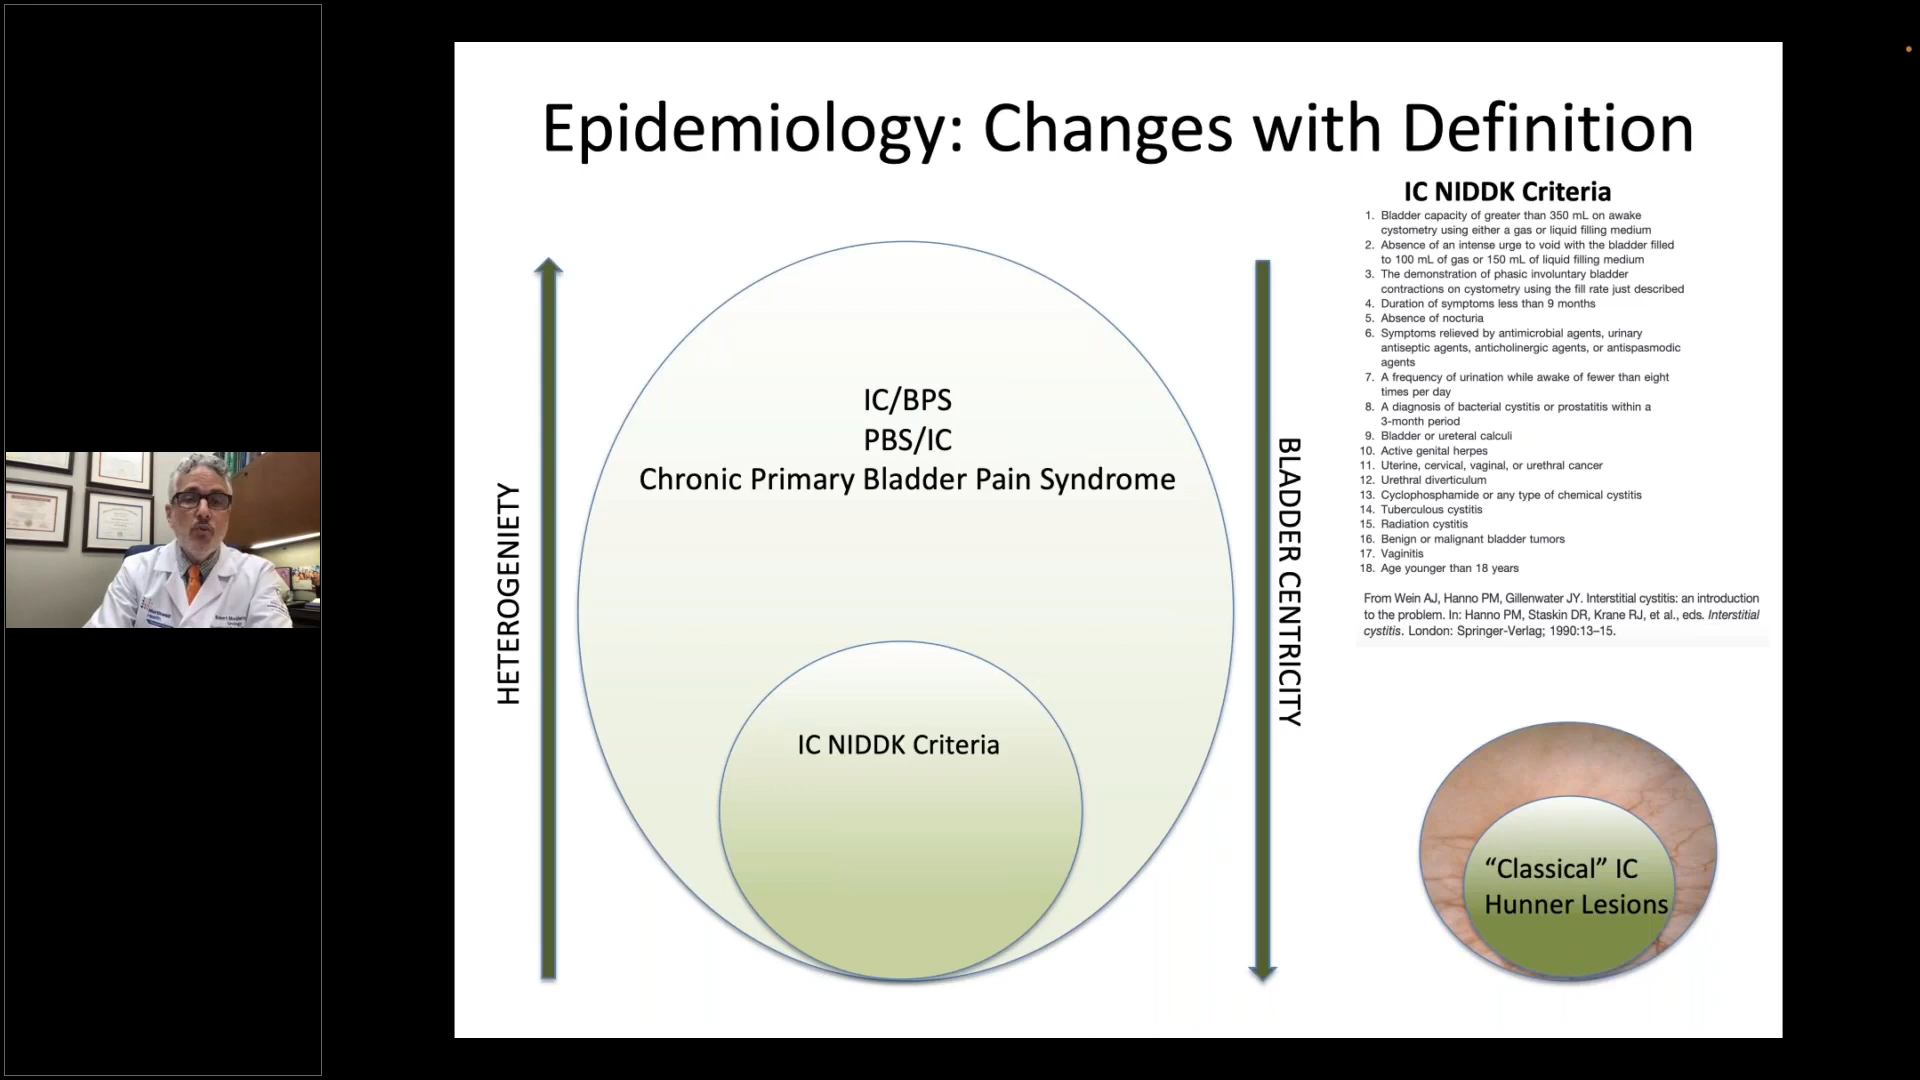 Epidemiology: Changes with Definition
IC NIDDK Criteria
1. Bladder capacity of greater than 350 mL on awake
cystometry using either a gas or liquid filling medium
2. Absence of an intense urge to void with the bladder filled
to 100 mL of gas or 150 mL of liquid filling medium
3. The demonstration of phasic involuntary bladder
contractions on cystometry using the fill rate just described
4. Duration of symptoms less than 9 months
5. Absence of nocturia
6. Symptoms relieved by antimicrobial agents, urinary
antiseptic agents, anticholinergic agents, or antispasmodic
agents
7. A frequency of urination while awake of fewer than eight
times per day
8. A diagnosis of bacterial cystitis or prostatitis within a
3-month period
9. Bladder or ureteral calculi
10. Active genital herpes
11. Uterine, cervical, vaginal, or urethral cancer
12. Urethral diverticulum
13. Cyclophosphamide or any type of chemical cystitis
14. Tuberculous cystitis
15. Radiation cystitis
16. Benign or malignant bladder tumors
17. Vaginitis
18. Age younger than 18 years
From Wein AJ, Hanno PM, Gillenwater JY. Interstitial cystitis: an introduction
to the problem. In: Hanno PM, Staskin DR, Krane RJ, et al., eds. Interstitial
cystitis. London: Springer-Verlag; 1990:13–15.
HETEROGENIETY
IC/BPS
PBS/IC
Chronic Primary Bladder Pain Syndrome
IC NIDDK Criteria
BLADDER CENTRICITY
“Classical” IC
Hunner Lesions